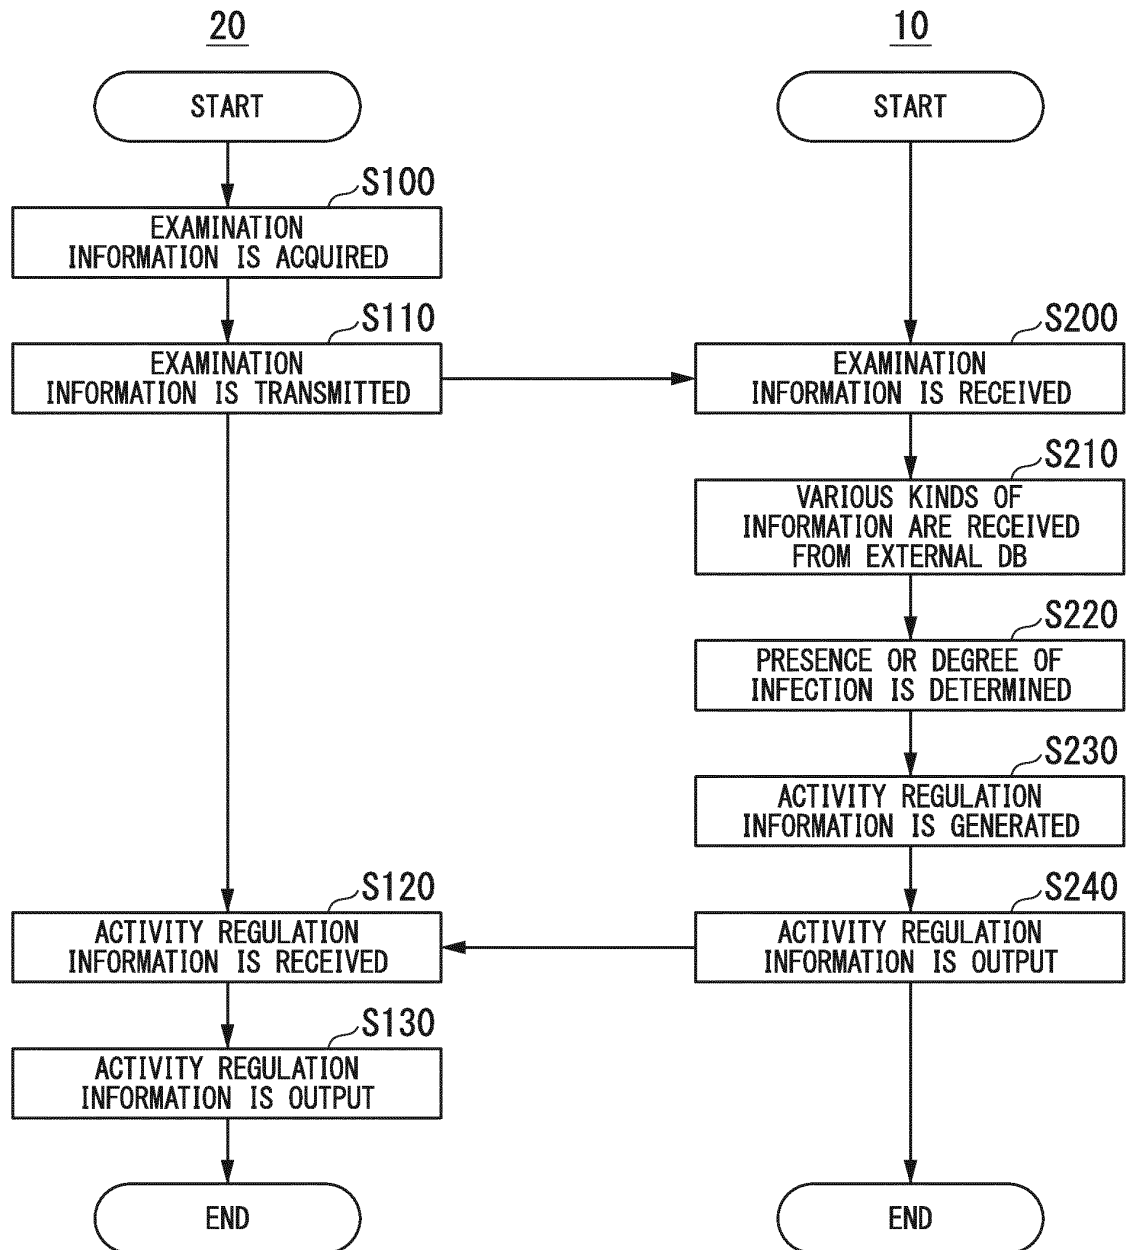 20
START
S100
EXAMINATION
INFORMATION IS ACQUIRED
S110
EXAMINATION
INFORMATION IS TRANSMITTED
S120
ACTIVITY REGULATION
INFORMATION IS RECEIVED
S130
ACTIVITY REGULATION
INFORMATION IS OUTPUT
END
10
START
S200
EXAMINATION
INFORMATION IS RECEIVED
S210
VARIOUS KINDS OF
INFORMATION ARE RECEIVED
FROM EXTERNAL DB
S220
PRESENCE OR DEGREE OF
INFECTION IS DETERMINED
S230
ACTIVITY REGULATION
INFORMATION IS GENERATED
S240
ACTIVITY REGULATION
INFORMATION IS OUTPUT
END